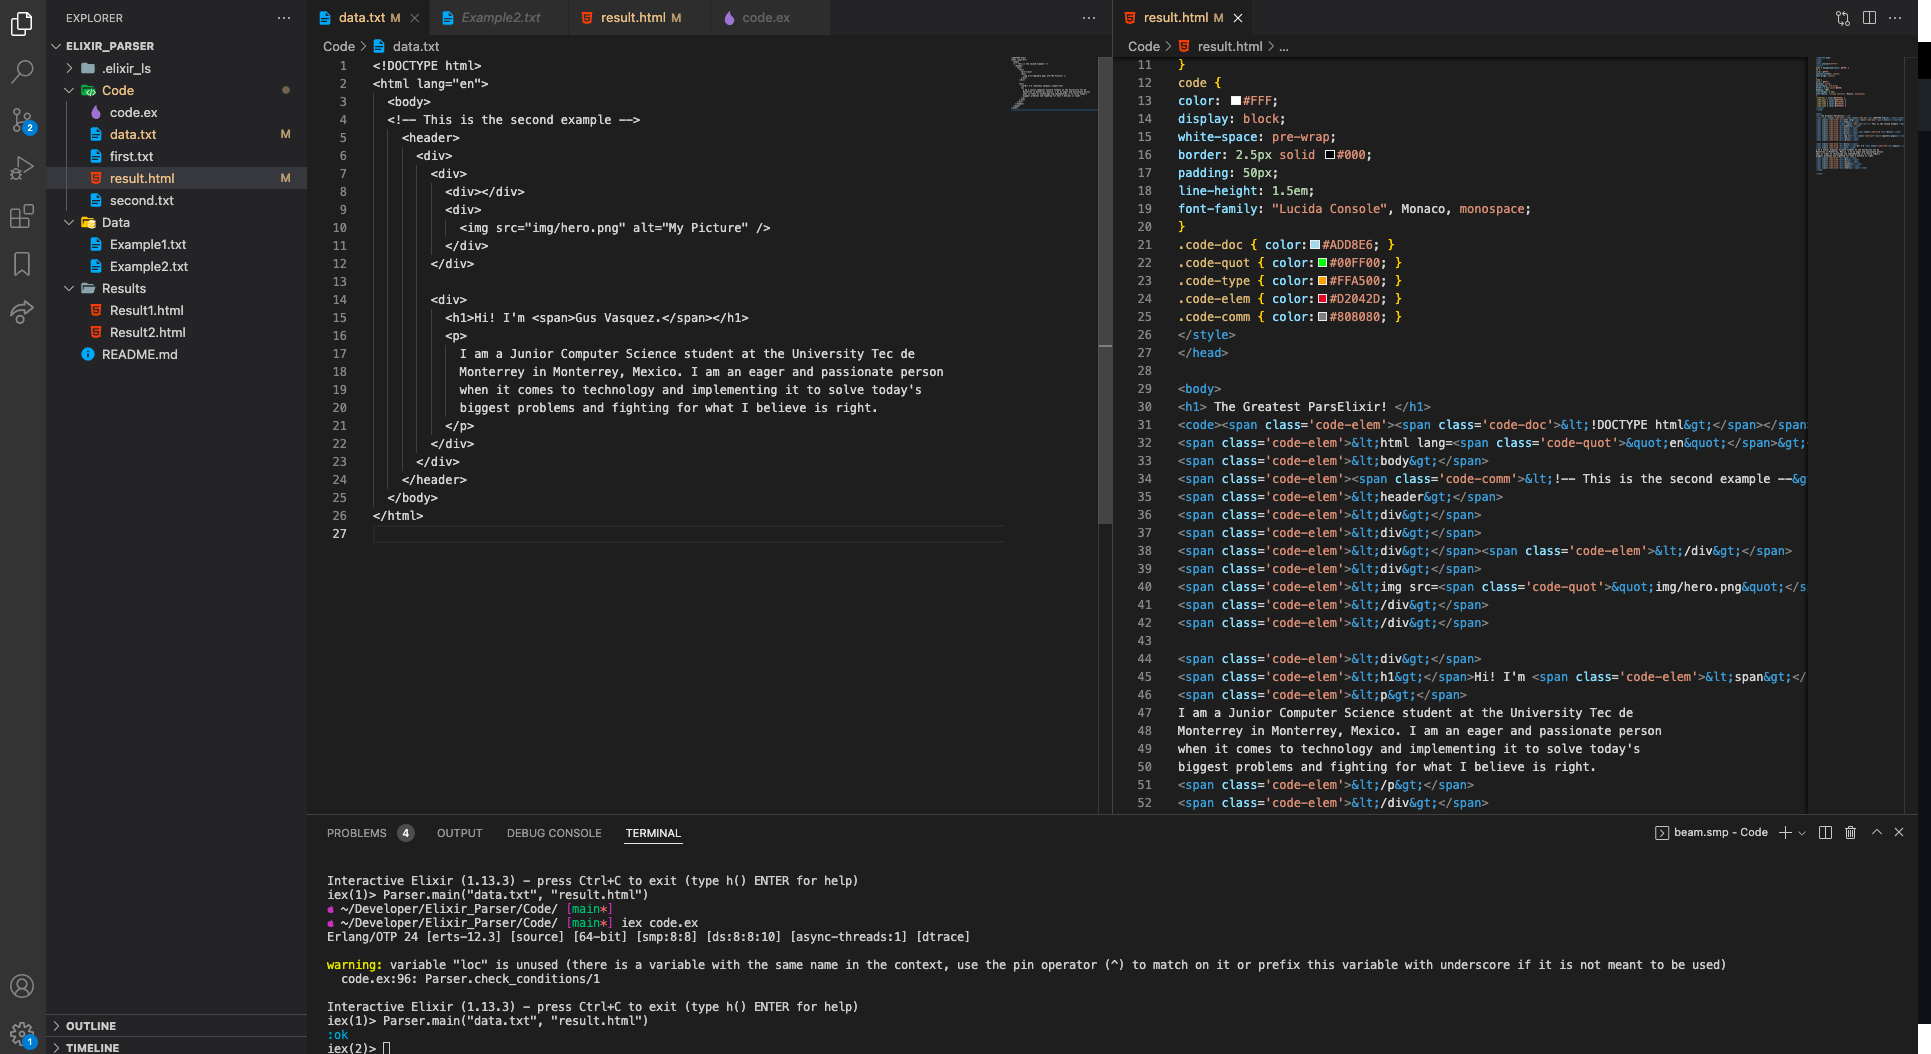 EXPLORER
ELIXIR_PARSER
.elixir_ls
Code
code.ex
data.txt M
first.txt
result.html M
second.txt
Data
Example1.txt
Example2.txt
Results
Result1.html
Result2.html
README.md
OUTLINE
TIMELINE
2
1
data.txt M
Example2.txt
result.html M
code.ex
Code > data.txt
1 <!DOCTYPE html>
2 <html lang="en">
3 <body>
4 <!-- This is the second example -->
5 <header>
6 <div>
7 <div>
8 <div></div>
9 <div>
10 <img src="img/hero.png" alt="My Picture" />
11 </div>
12 </div>
13
14 <div>
15 <h1>Hi! I'm <span>Gus Vasquez.</span></h1>
16 <p>
17 I am a Junior Computer Science student at the University Tec de
18 Monterrey in Monterrey, Mexico. I am an eager and passionate person
19 when it comes to technology and implementing it to solve today's
20 biggest problems and fighting for what I believe is right.
21 </p>
22 </div>
23 </div>
24 </header>
25 </body>
26 </html>
27
result.html M
Code > result.html > ...
11 }
12 code {
13 color: #FFF;
14 display: block;
15 white-space: pre-wrap;
16 border: 2.5px solid #000;
17 padding: 50px;
18 line-height: 1.5em;
19 font-family: "Lucida Console", Monaco, monospace;
20 }
21 .code-doc { color: #ADD8E6; }
22 .code-quot { color: #00FF00; }
23 .code-type { color: #FFA500; }
24 .code-elem { color: #D2042D; }
25 .code-comm { color: #808080; }
26 </style>
27 </head>
28
29 <body>
30 <h1> The Greatest ParsElixir! </h1>
31 <code><span class='code-elem'><span class='code-doc'>&lt;!DOCTYPE html&gt;</span></span
32 <span class='code-elem'>&lt;html lang=<span class='code-quot'>&quot;en&quot;</span>&gt;
33 <span class='code-elem'>&lt;body&gt;</span>
34 <span class='code-elem'><span class='code-comm'>&lt;!-- This is the second example --&g
35 <span class='code-elem'>&lt;header&gt;</span>
36 <span class='code-elem'>&lt;div&gt;</span>
37 <span class='code-elem'>&lt;div&gt;</span>
38 <span class='code-elem'>&lt;div&gt;</span><span class='code-elem'>&lt;/div&gt;</span>
39 <span class='code-elem'>&lt;div&gt;</span>
40 <span class='code-elem'>&lt;img src=<span class='code-quot'>&quot;img/hero.png&quot;</s
41 <span class='code-elem'>&lt;/div&gt;</span>
42 <span class='code-elem'>&lt;/div&gt;</span>
43
44 <span class='code-elem'>&lt;div&gt;</span>
45 <span class='code-elem'>&lt;h1&gt;</span>Hi! I'm <span class='code-elem'>&lt;span&gt;</
46 <span class='code-elem'>&lt;p&gt;</span>
47 I am a Junior Computer Science student at the University Tec de
48 Monterrey in Monterrey, Mexico. I am an eager and passionate person
49 when it comes to technology and implementing it to solve today's
50 biggest problems and fighting for what I believe is right.
51 <span class='code-elem'>&lt;/p&gt;</span>
52 <span class='code-elem'>&lt;/div&gt;</span>
PROBLEMS 4 OUTPUT DEBUG CONSOLE TERMINAL
beam.smp - Code
Interactive Elixir (1.13.3) - press Ctrl+C to exit (type h() ENTER for help)
iex(1)> Parser.main("data.txt", "result.html")
~/Developer/Elixir_Parser/Code/ [main*]
~/Developer/Elixir_Parser/Code/ [main*] iex code.ex
Erlang/OTP 24 [erts-12.3] [source] [64-bit] [smp:8:8] [ds:8:8:10] [async-threads:1] [dtrace]
warning: variable "loc" is unused (there is a variable with the same name in the context, use the pin operator (^) to match on it or prefix this variable with underscore if it is not meant to be used)
code.ex:96: Parser.check_conditions/1
Interactive Elixir (1.13.3) - press Ctrl+C to exit (type h() ENTER for help)
iex(1)> Parser.main("data.txt", "result.html")
:ok
iex(2)>